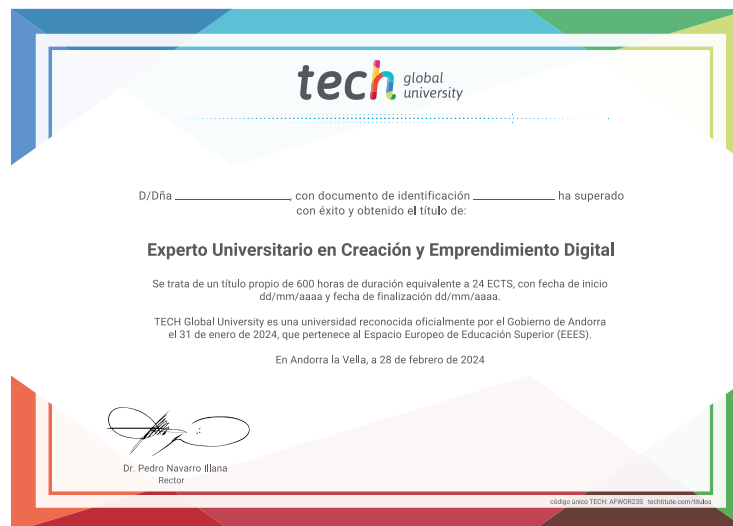 tech global university
D/Dña ________________, con documento de identificación ____________ ha superado
con éxito y obtenido el título de:
Experto Universitario en Creación y Emprendimiento Digital
Se trata de un título propio de 600 horas de duración equivalente a 24 ECTS, con fecha de inicio
dd/mm/aaaa y fecha de finalización dd/mm/aaaa.
TECH Global University es una universidad reconocida oficialmente por el Gobierno de Andorra
el 31 de enero de 2024, que pertenece al Espacio Europeo de Educación Superior (EEES).
En Andorra la Vella, a 28 de febrero de 2024
Dr. Pedro Navarro Illana
Rector
código único TECH: AFWOR23S techtitute.com/titulos